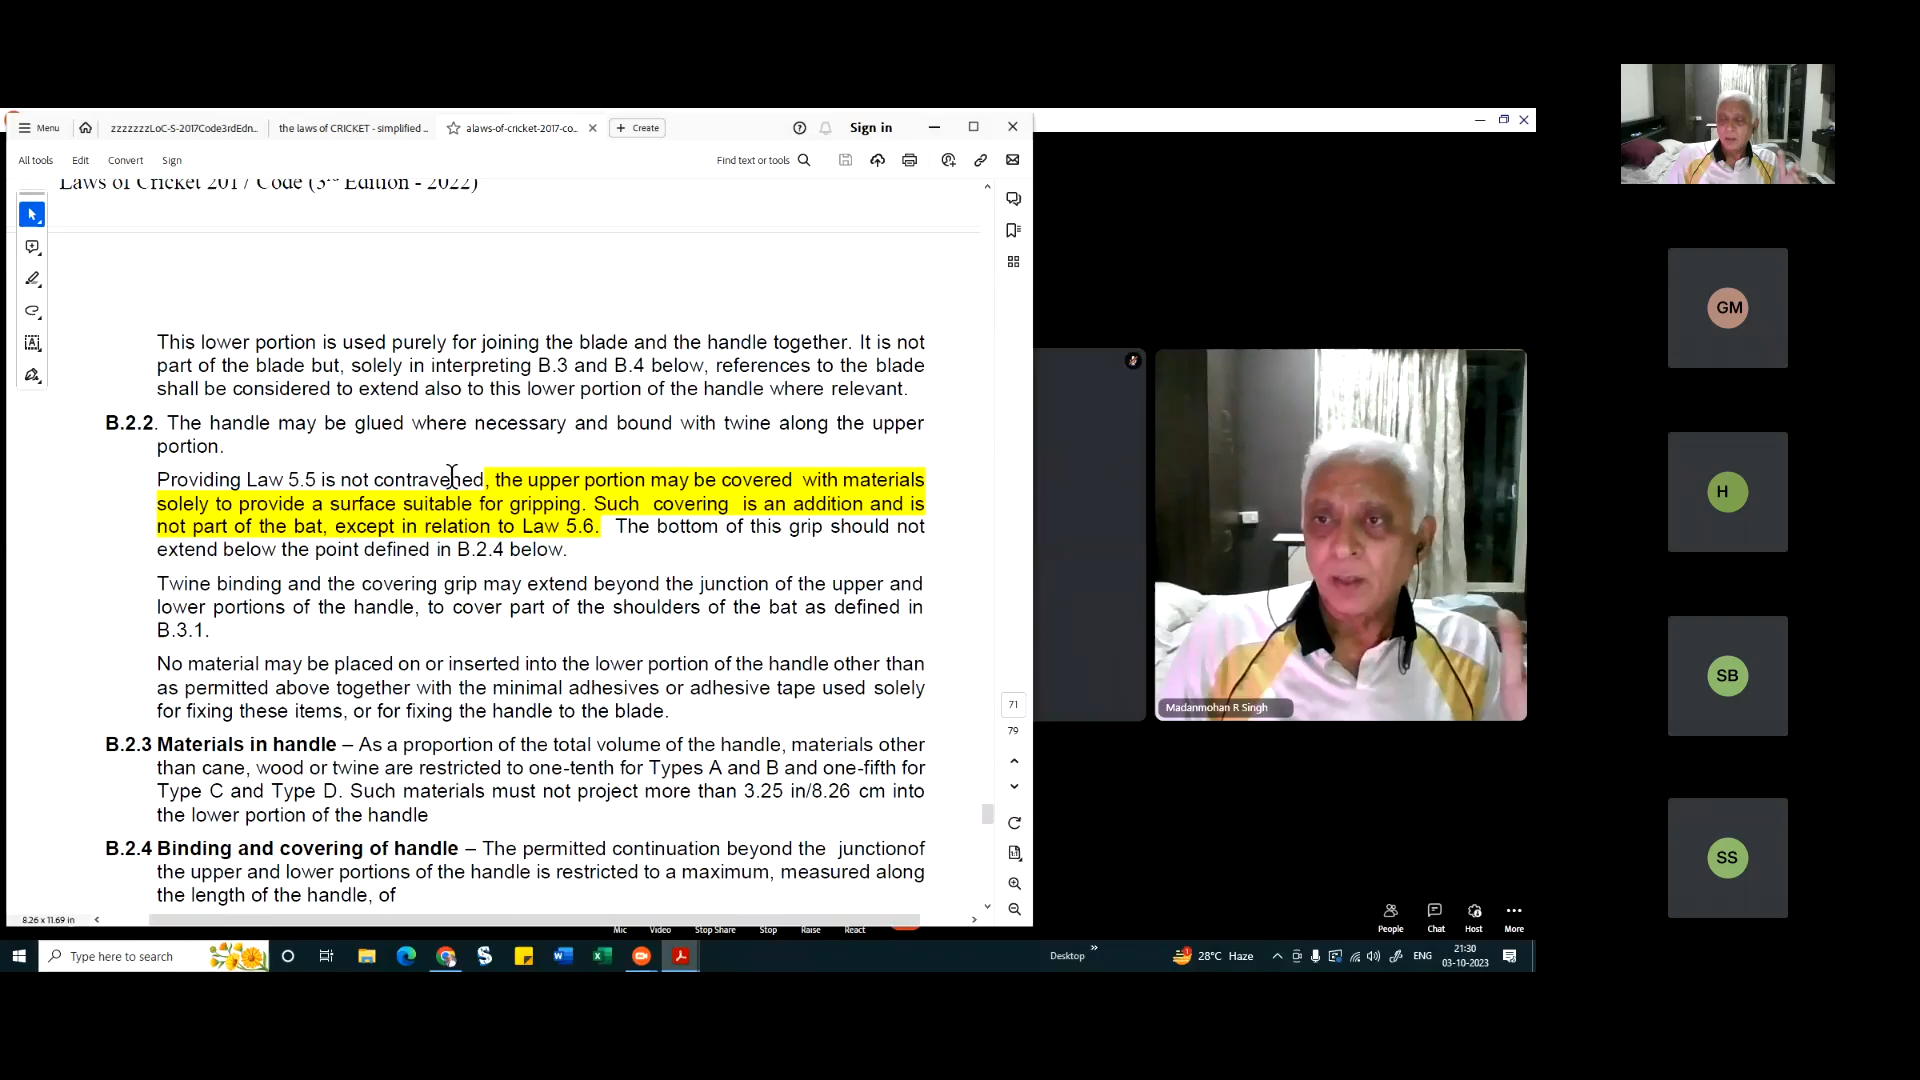 Menu
zzzzzzzLoC-S-2017Code3rdEdn...
the laws of CRICKET - simplified ...
alaws-of-cricket-2017-co...
Create
Sign in
All tools
Edit
Convert
Sign
Find text or tools
Laws of Cricket 2017 Code (3rd Edition - 2022)
This lower portion is used purely for joining the blade and the handle together. It is not
part of the blade but, solely in interpreting B.3 and B.4 below, references to the blade
shall be considered to extend also to this lower portion of the handle where relevant.
B.2.2. The handle may be glued where necessary and bound with twine along the upper
portion.
Providing Law 5.5 is not contravened, the upper portion may be covered with materials
solely to provide a surface suitable for gripping. Such covering is an addition and is
not part of the bat, except in relation to Law 5.6. The bottom of this grip should not
extend below the point defined in B.2.4 below.
Twine binding and the covering grip may extend beyond the junction of the upper and
lower portions of the handle, to cover part of the shoulders of the bat as defined in
B.3.1.
No material may be placed on or inserted into the lower portion of the handle other than
as permitted above together with the minimal adhesives or adhesive tape used solely
for fixing these items, or for fixing the handle to the blade.
B.2.3 Materials in handle – As a proportion of the total volume of the handle, materials other
than cane, wood or twine are restricted to one-tenth for Types A and B and one-fifth for
Type C and Type D. Such materials must not project more than 3.25 in/8.26 cm into
the lower portion of the handle
B.2.4 Binding and covering of handle – The permitted continuation beyond the junctionof
the upper and lower portions of the handle is restricted to a maximum, measured along
the length of the handle, of
71
79
8.26 x 11.69 in
Madanmohan R Singh
GM
H
SB
SS
Mic
Video
Stop Share
Stop
Raise
React
People
Chat
Host
More
Type here to search
Desktop
28°C Haze
ENG
21:30
03-10-2023